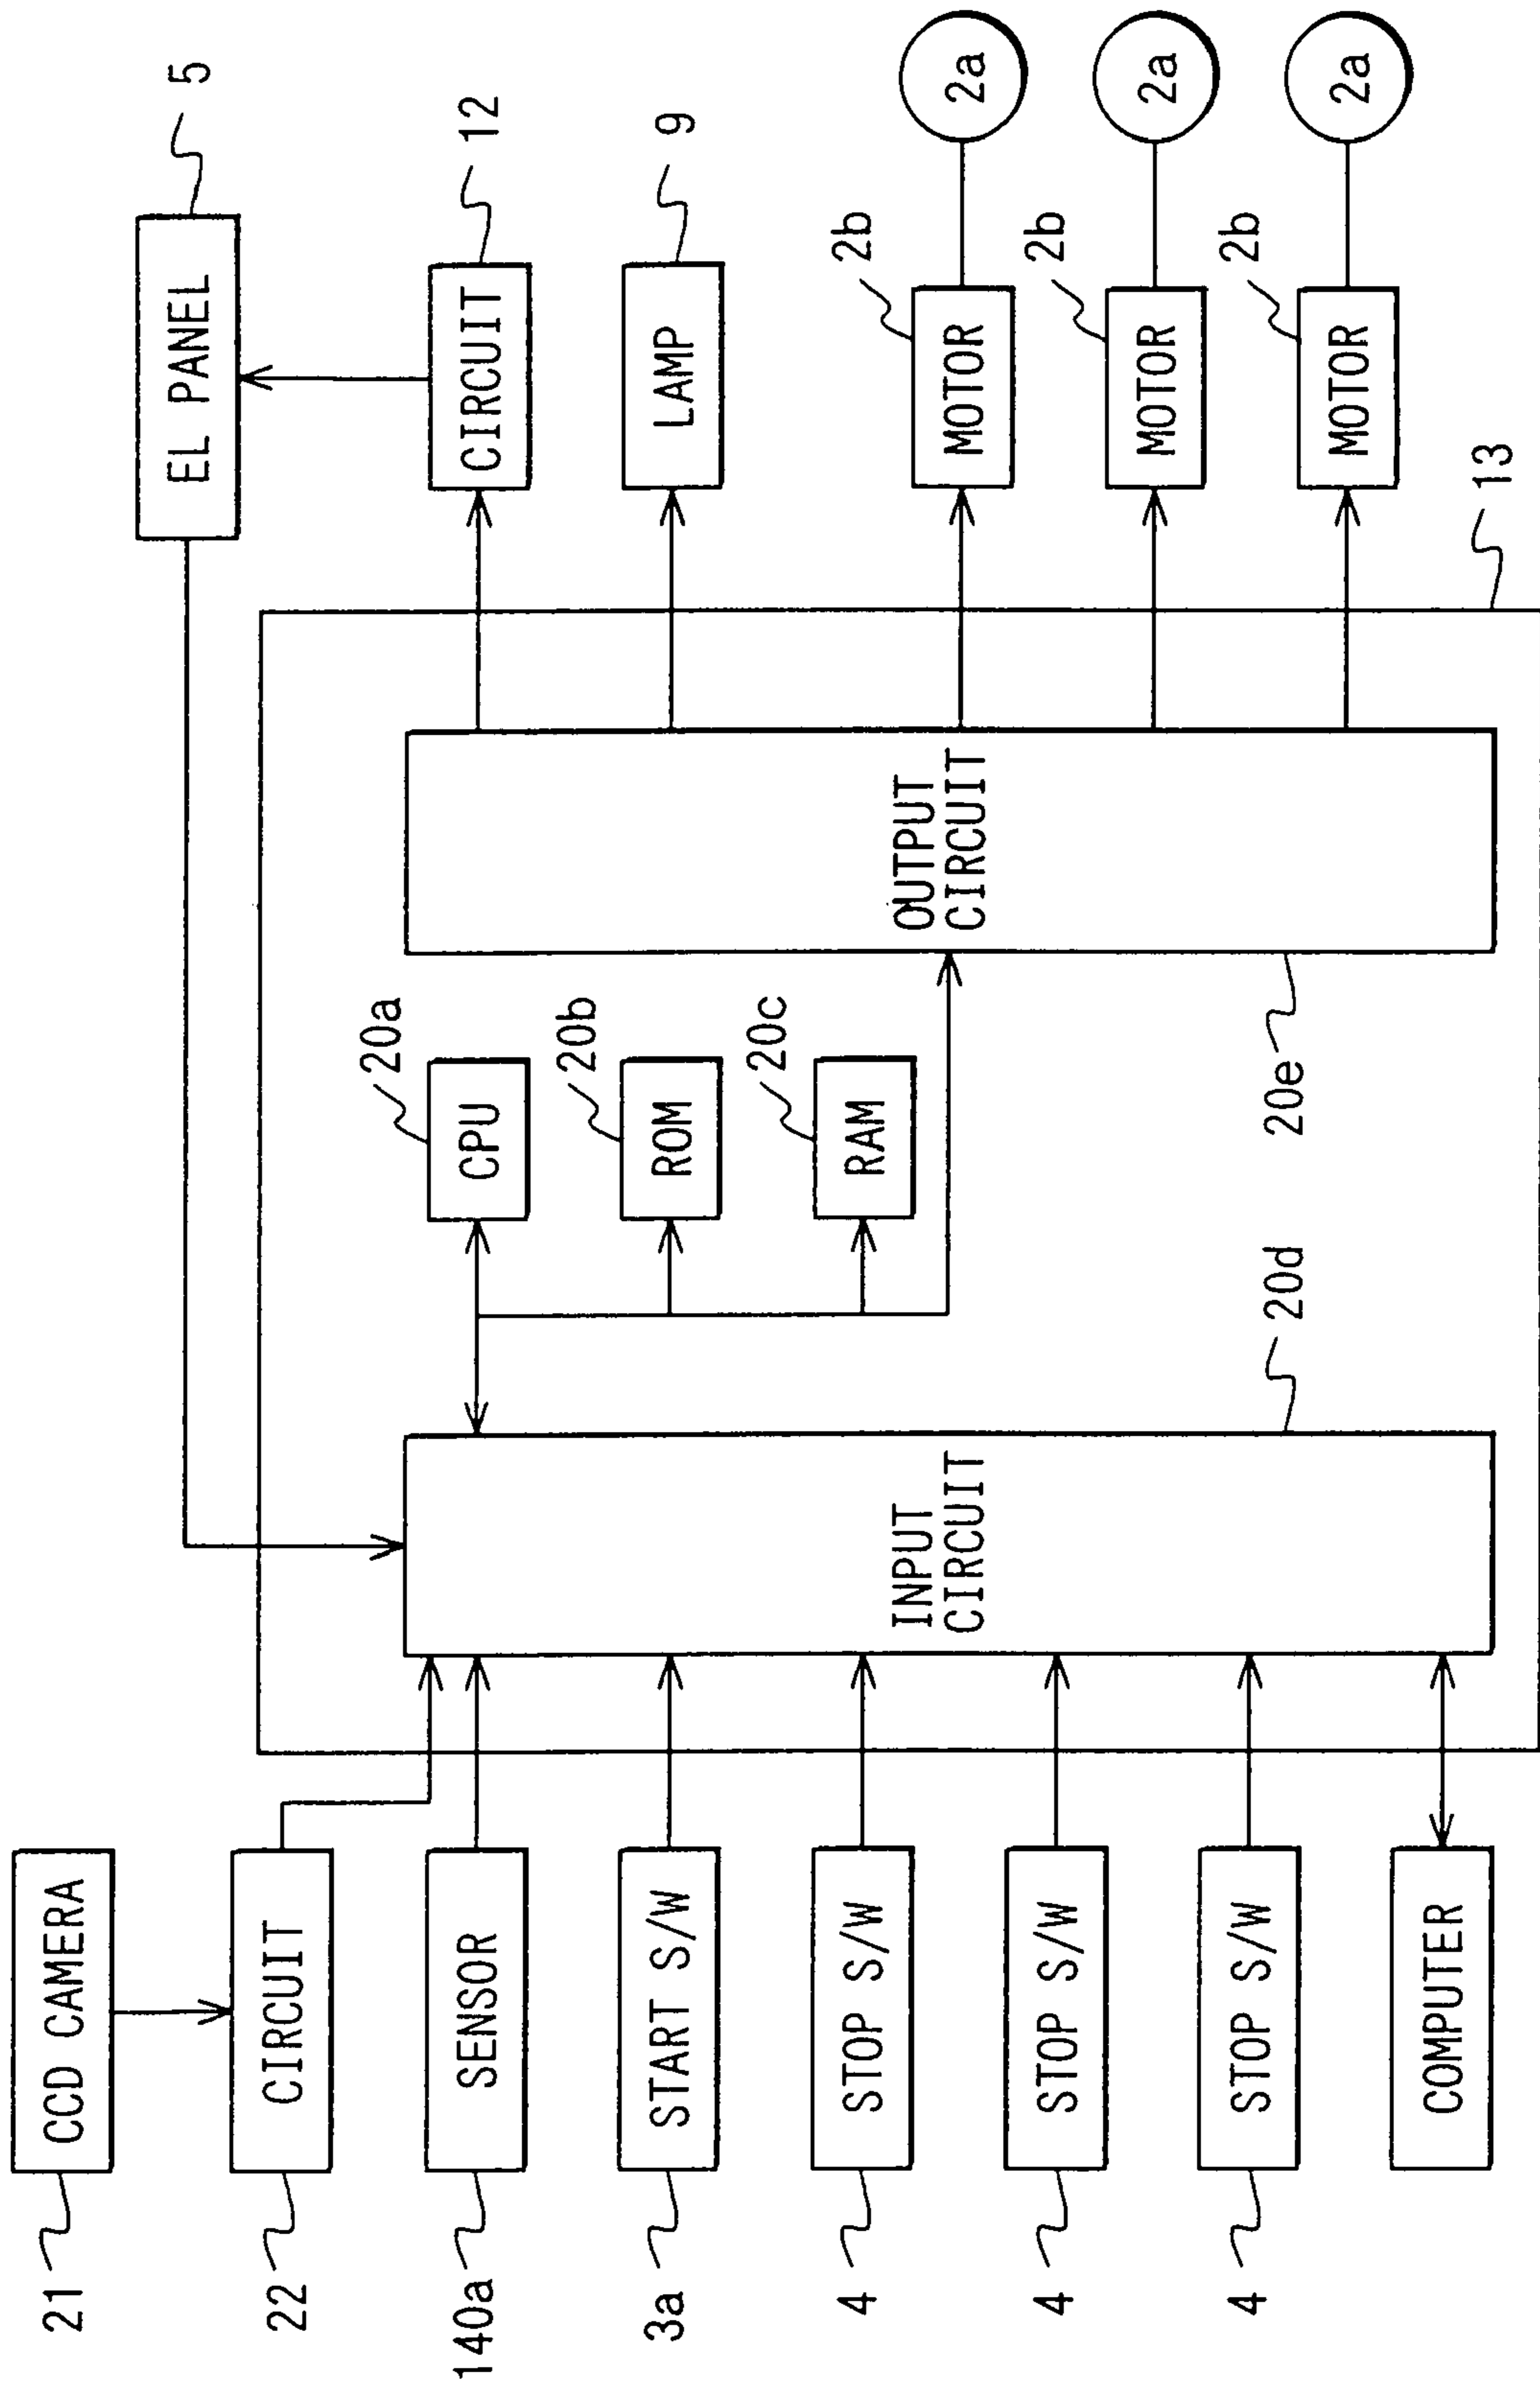 21
CCD CAMERA
22
CIRCUIT
140a
SENSOR
3a
START S/W
4
STOP S/W
4
STOP S/W
4
STOP S/W
COMPUTER
INPUT
CIRCUIT
20d
CPU
20a
ROM
20b
RAM
20c
OUTPUT
CIRCUIT
20e
13
EL PANEL
5
CIRCUIT
12
LAMP
9
MOTOR
2b
2a
MOTOR
2b
2a
MOTOR
2b
2a